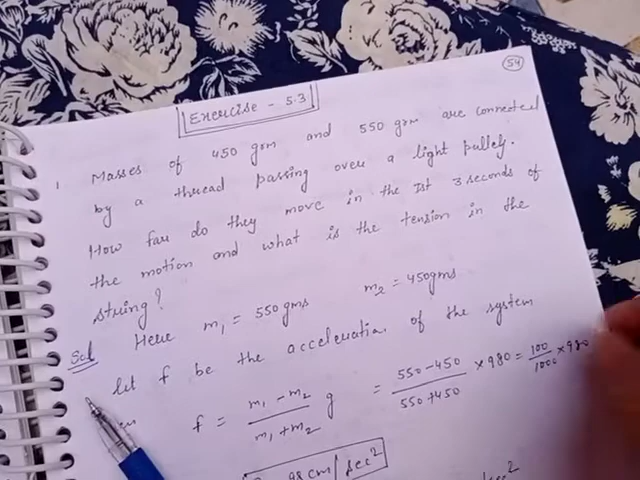 54
Exercise - 5.3
1 Masses of 450 gm and 550 gm are connected
by a thread passing over a light pulley.
How far do they move in the Ist 3 seconds of
the motion and what is the tension in the
string?
Sol Here m₁ = 550 gms m₂ = 450gms
let f be the acceleration of the system
f = m₁ - m₂ / m₁ + m₂ g = 550 - 450 / 550 + 450 × 980 = 100 / 1000 × 980
98 cm/sec²